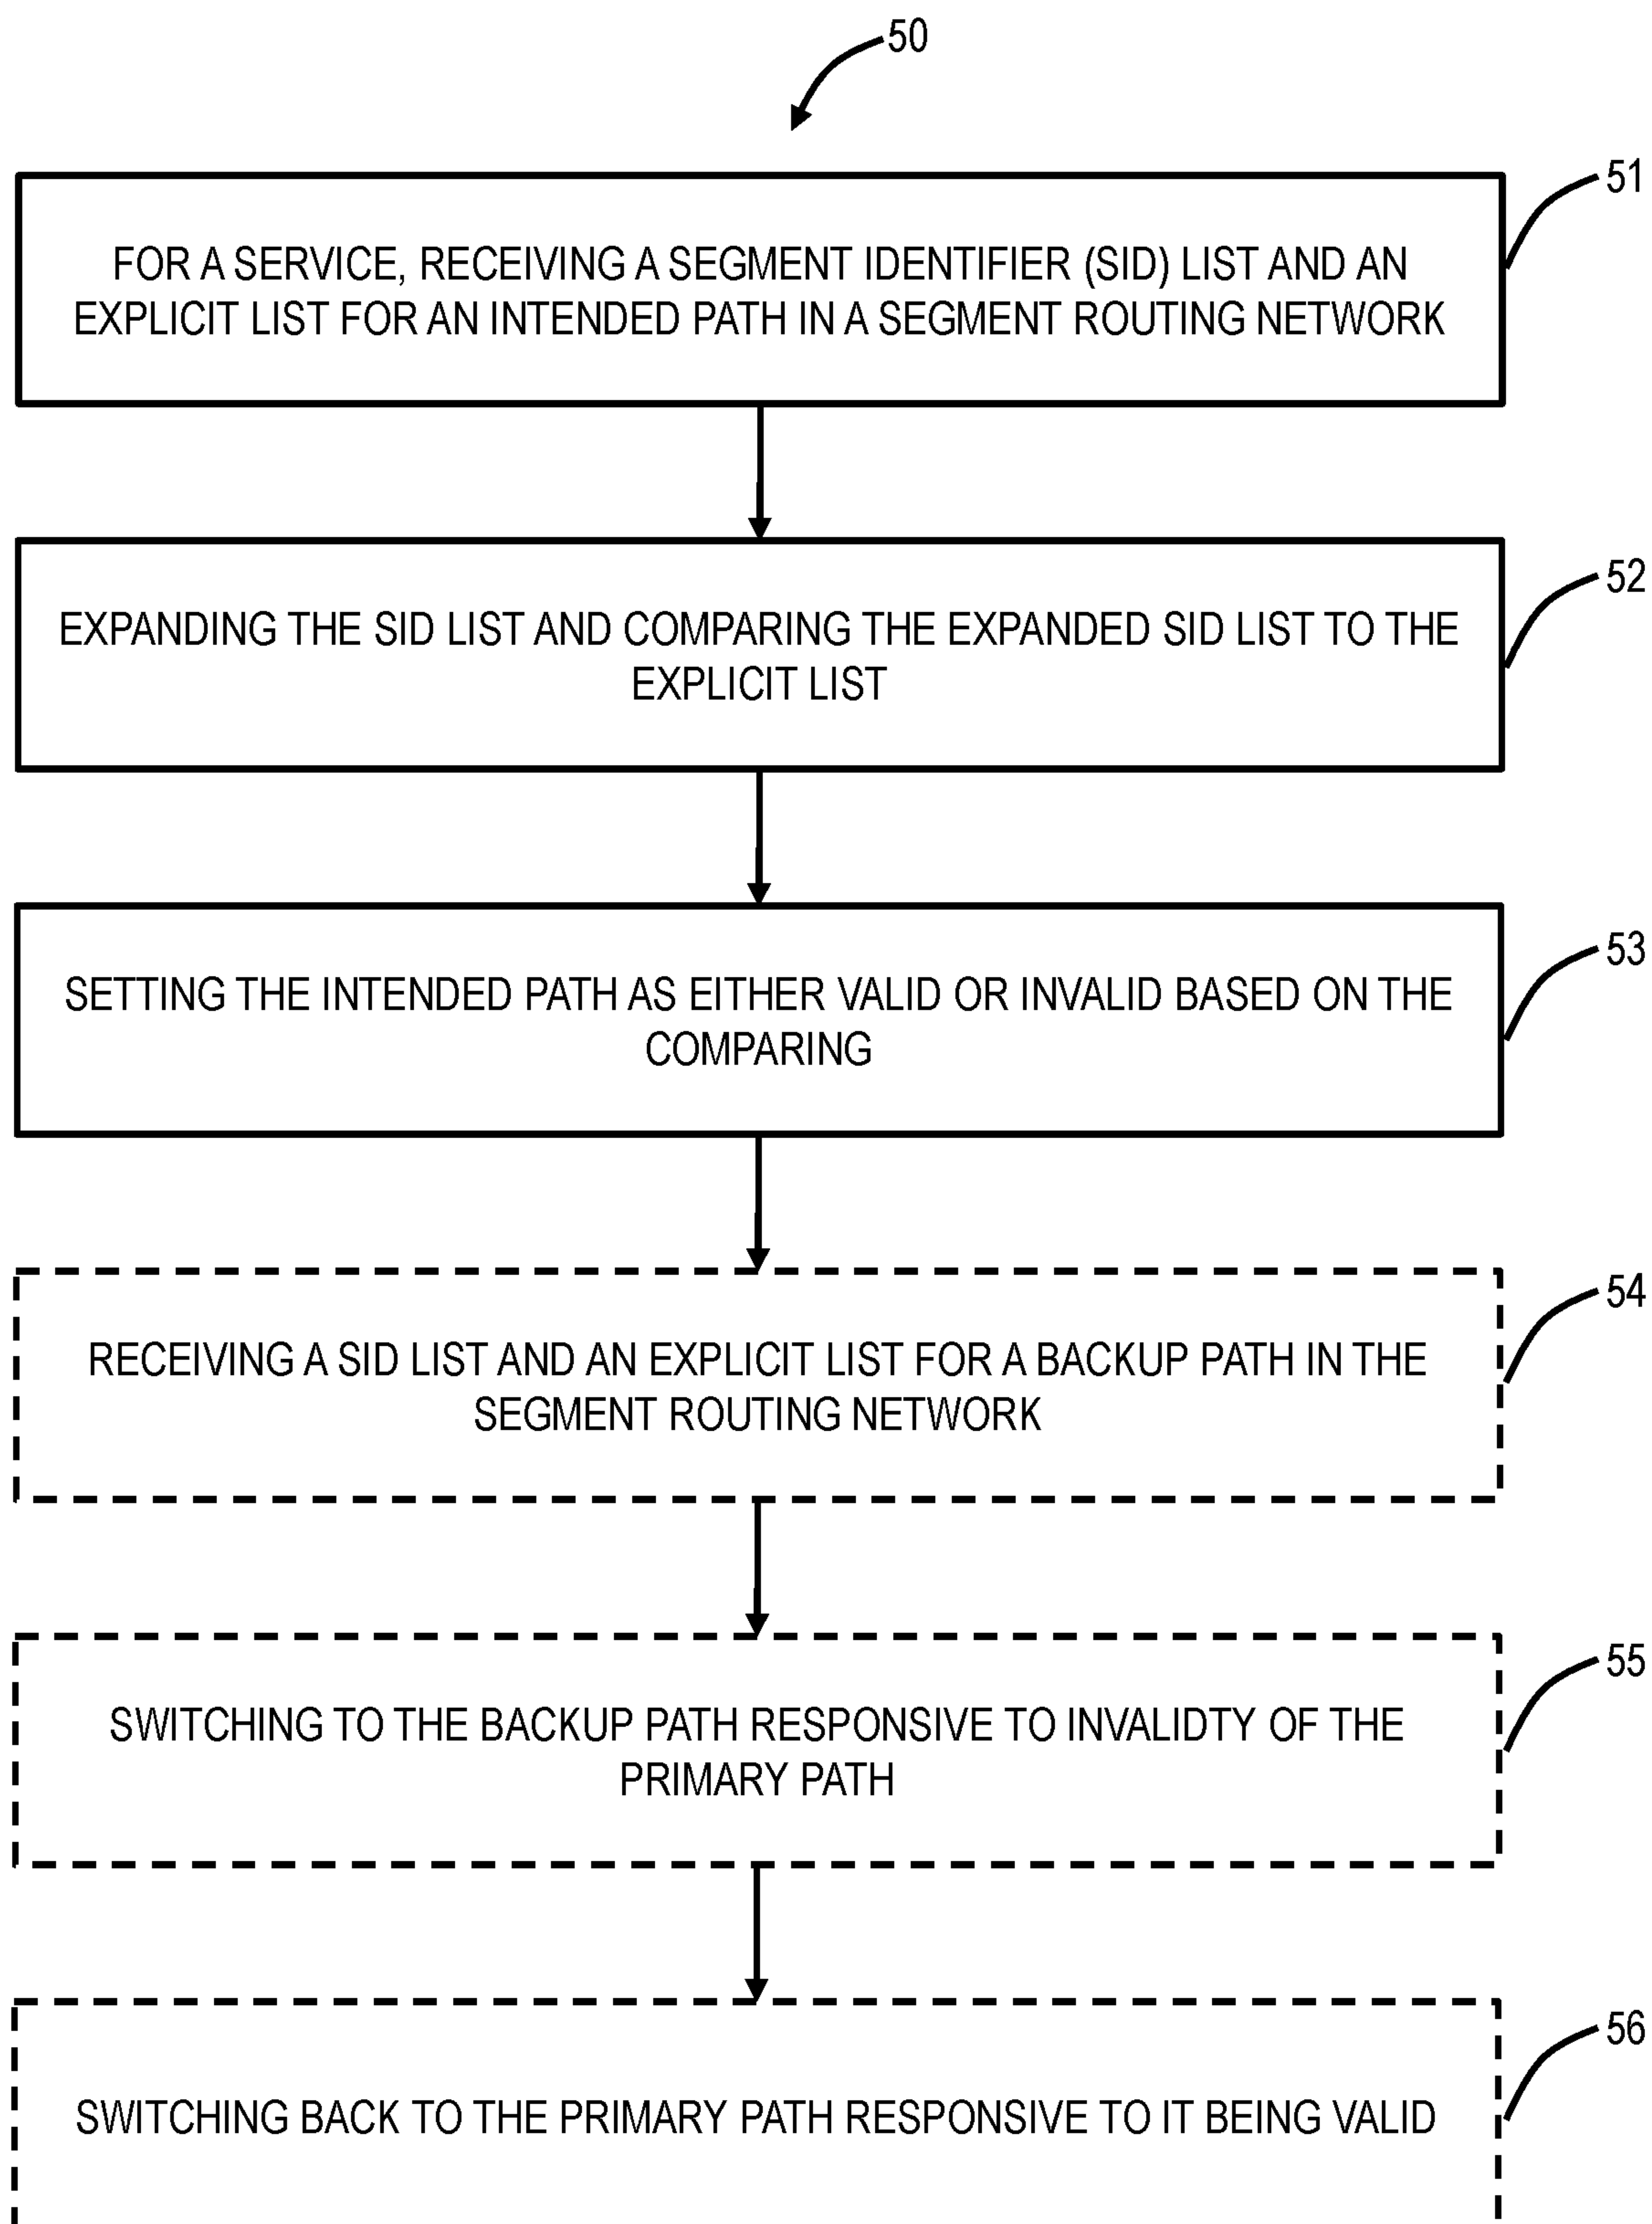 50
51
FOR A SERVICE, RECEIVING A SEGMENT IDENTIFIER (SID) LIST AND AN
EXPLICIT LIST FOR AN INTENDED PATH IN A SEGMENT ROUTING NETWORK
52
EXPANDING THE SID LIST AND COMPARING THE EXPANDED SID LIST TO THE
EXPLICIT LIST
53
SETTING THE INTENDED PATH AS EITHER VALID OR INVALID BASED ON THE
COMPARING
54
RECEIVING A SID LIST AND AN EXPLICIT LIST FOR A BACKUP PATH IN THE
SEGMENT ROUTING NETWORK
55
SWITCHING TO THE BACKUP PATH RESPONSIVE TO INVALIDTY OF THE
PRIMARY PATH
56
SWITCHING BACK TO THE PRIMARY PATH RESPONSIVE TO IT BEING VALID